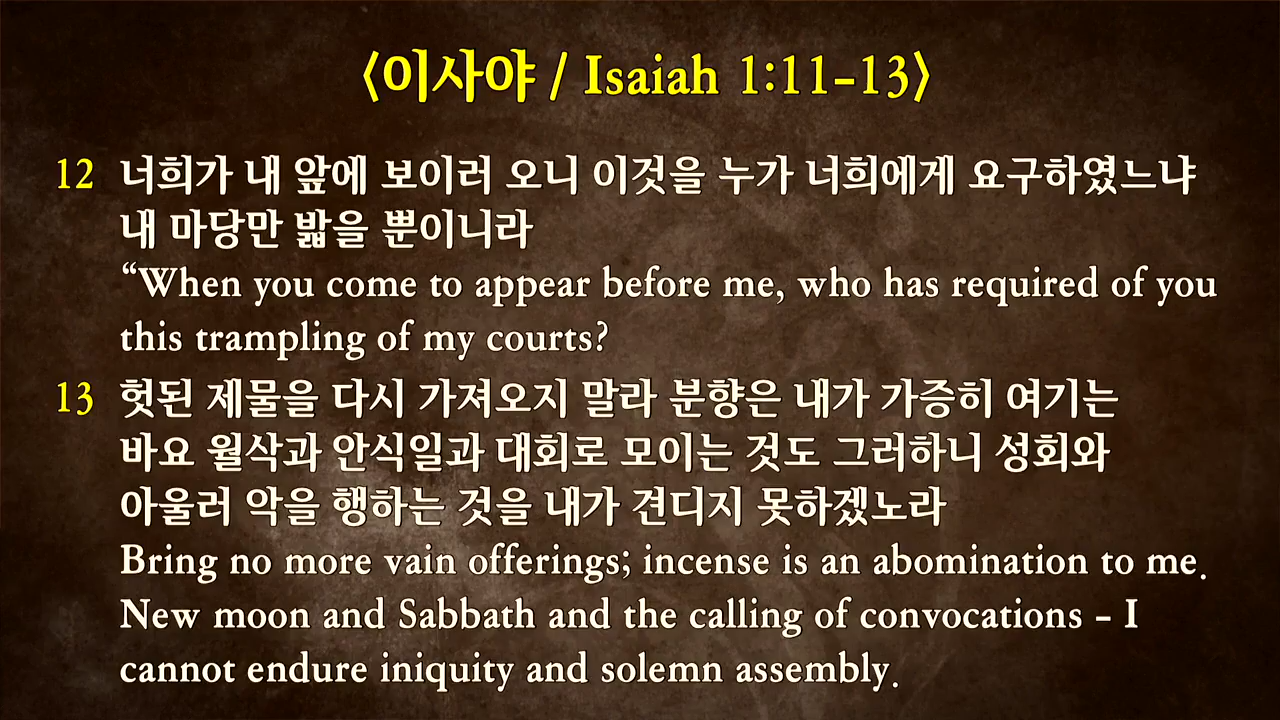 〈이사야 / Isaiah 1:11-13〉
12 너희가 내 앞에 보이러 오니 이것을 누가 너희에게 요구하였느냐
내 마당만 밟을 뿐이니라
“When you come to appear before me, who has required of you
this trampling of my courts?
13 헛된 제물을 다시 가져오지 말라 분향은 내가 가증히 여기는
바요 월삭과 안식일과 대회로 모이는 것도 그러하니 성회와
아울러 악을 행하는 것을 내가 견디지 못하겠노라
Bring no more vain offerings; incense is an abomination to me.
New moon and Sabbath and the calling of convocations – I
cannot endure iniquity and solemn assembly.